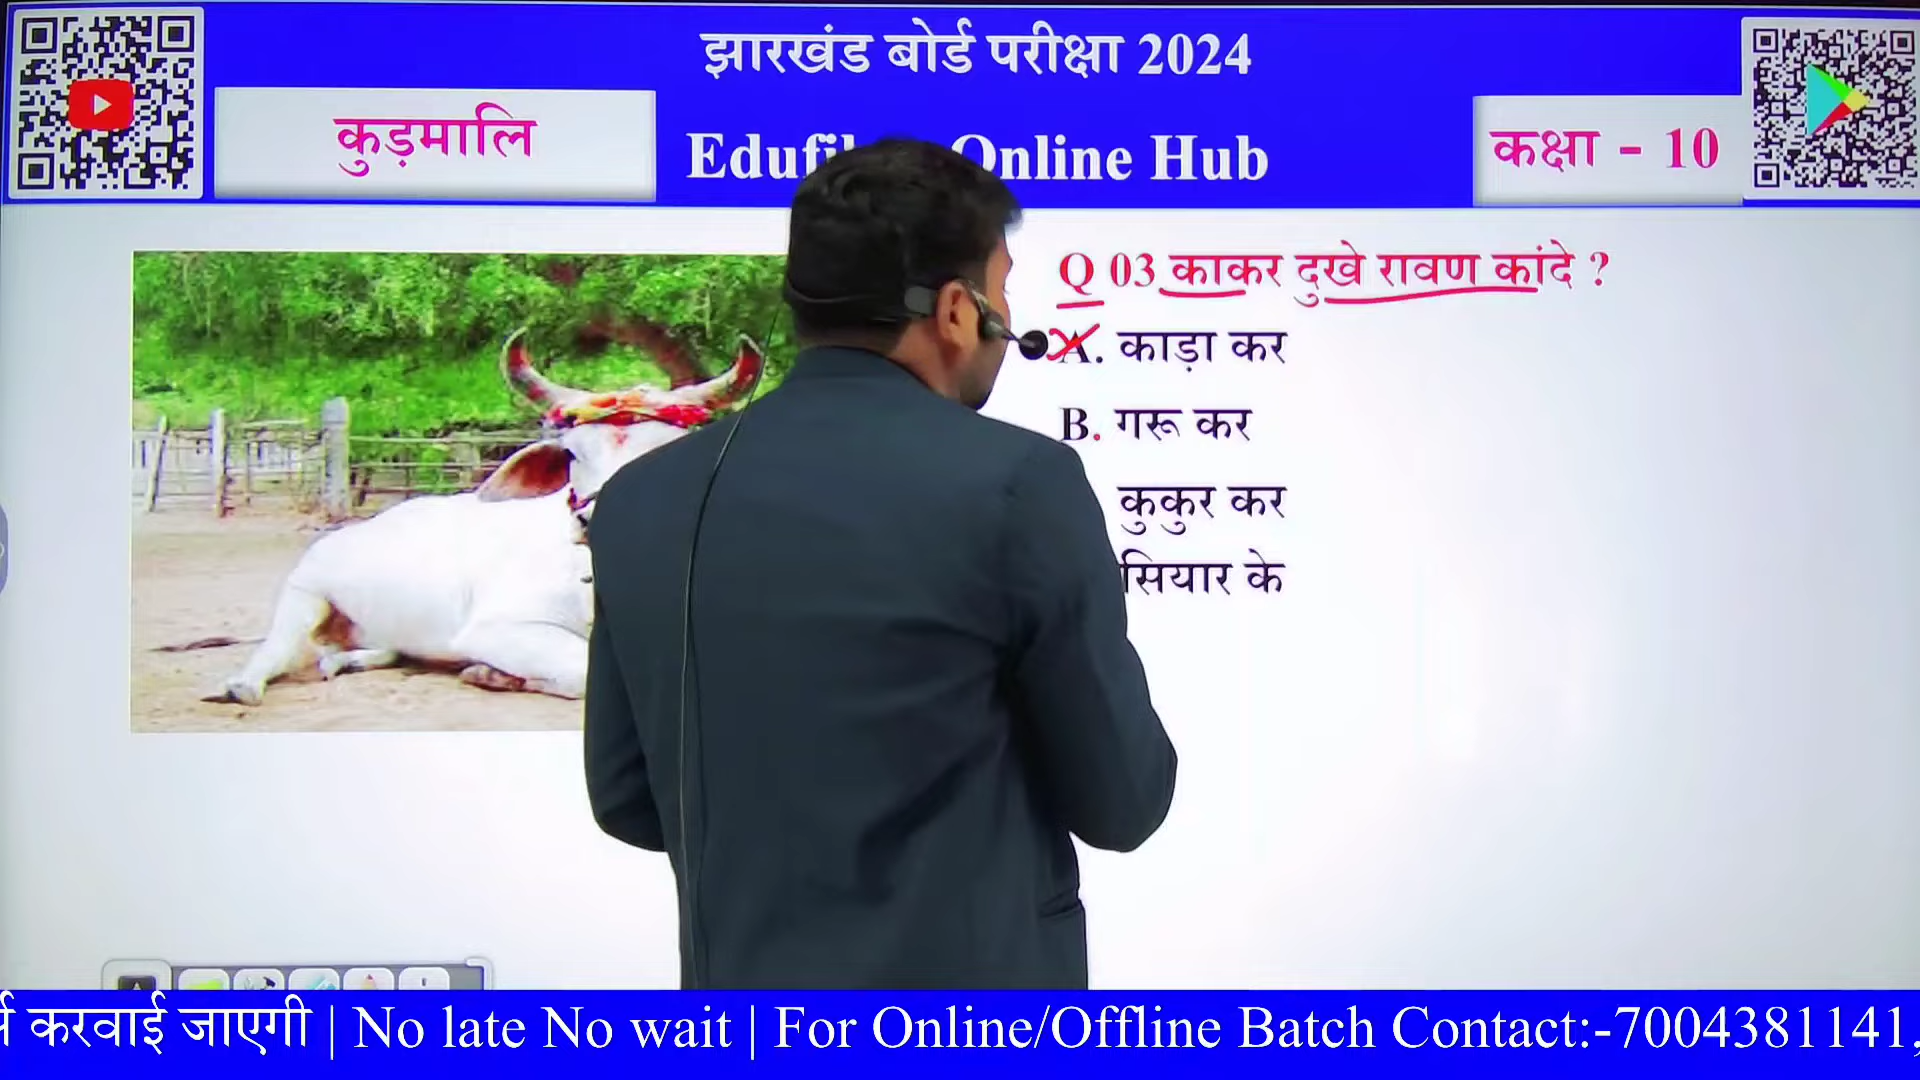 झारखंड बोर्ड परीक्षा 2024
कुड़मालि
Online Hub
कक्षा - 10
Q 03 काकर दुखे रावण कांदे ?
A. काड़ा कर
B. गरू कर
कुकुर कर
सियार के
करवाई जाएगी | No late No wait | For Online/Offline Batch Contact:-7004381141,